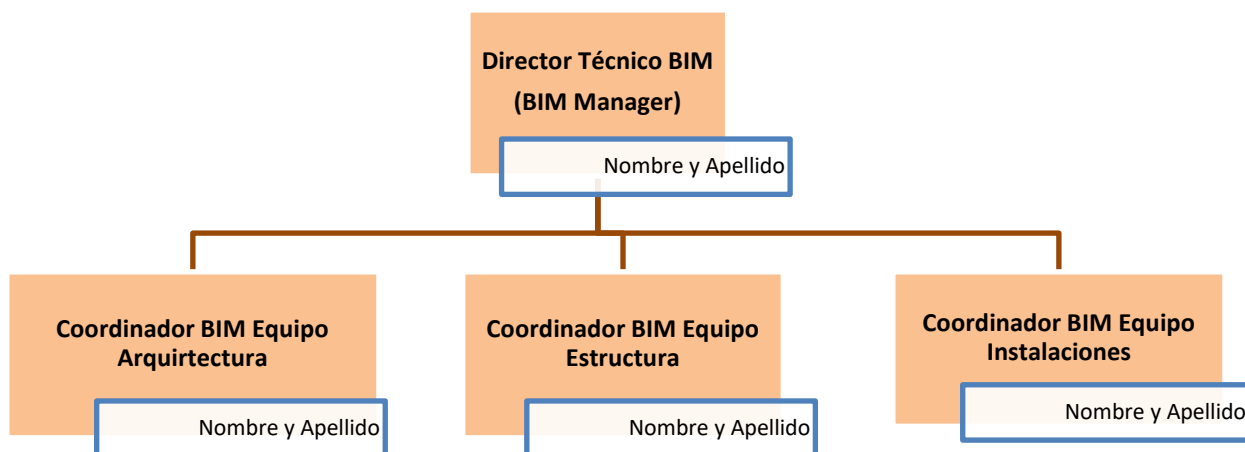 Director Técnico BIM
(BIM Manager)
Nombre y Apellido
Coordinador BIM Equipo
Arquirtectura
Nombre y Apellido
Coordinador BIM Equipo
Estructura
Nombre y Apellido
Coordinador BIM Equipo
Instalaciones
Nombre y Apellido